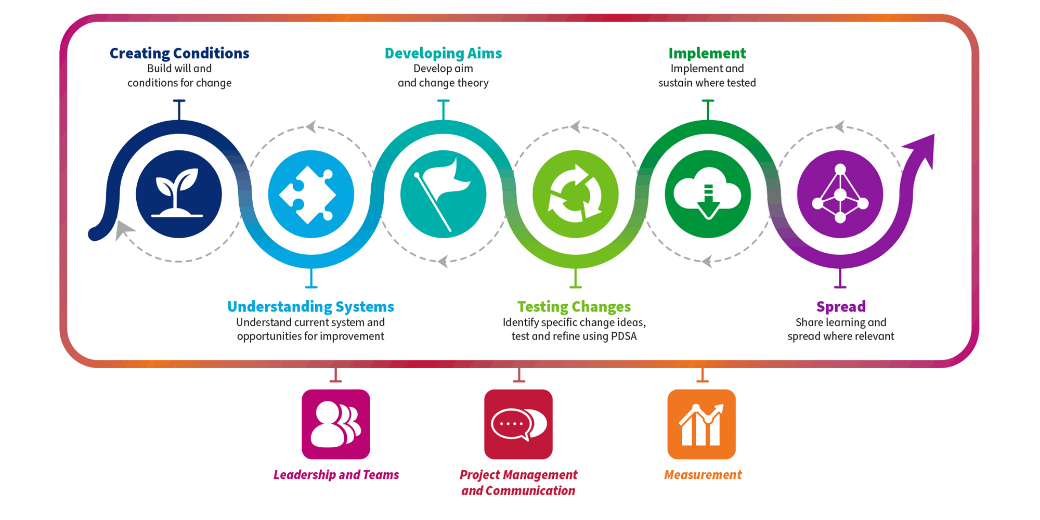 Creating Conditions
Build will and
conditions for change
Developing Aims
Develop aim
and change theory
Implement
Implement and
sustain where tested
Understanding Systems
Understand current system and
opportunities for improvement
Testing Changes
Identify specific change ideas,
test and refine using PDSA
Spread
Share learning and
spread where relevant
Leadership and Teams
Project Management
and Communication
Measurement